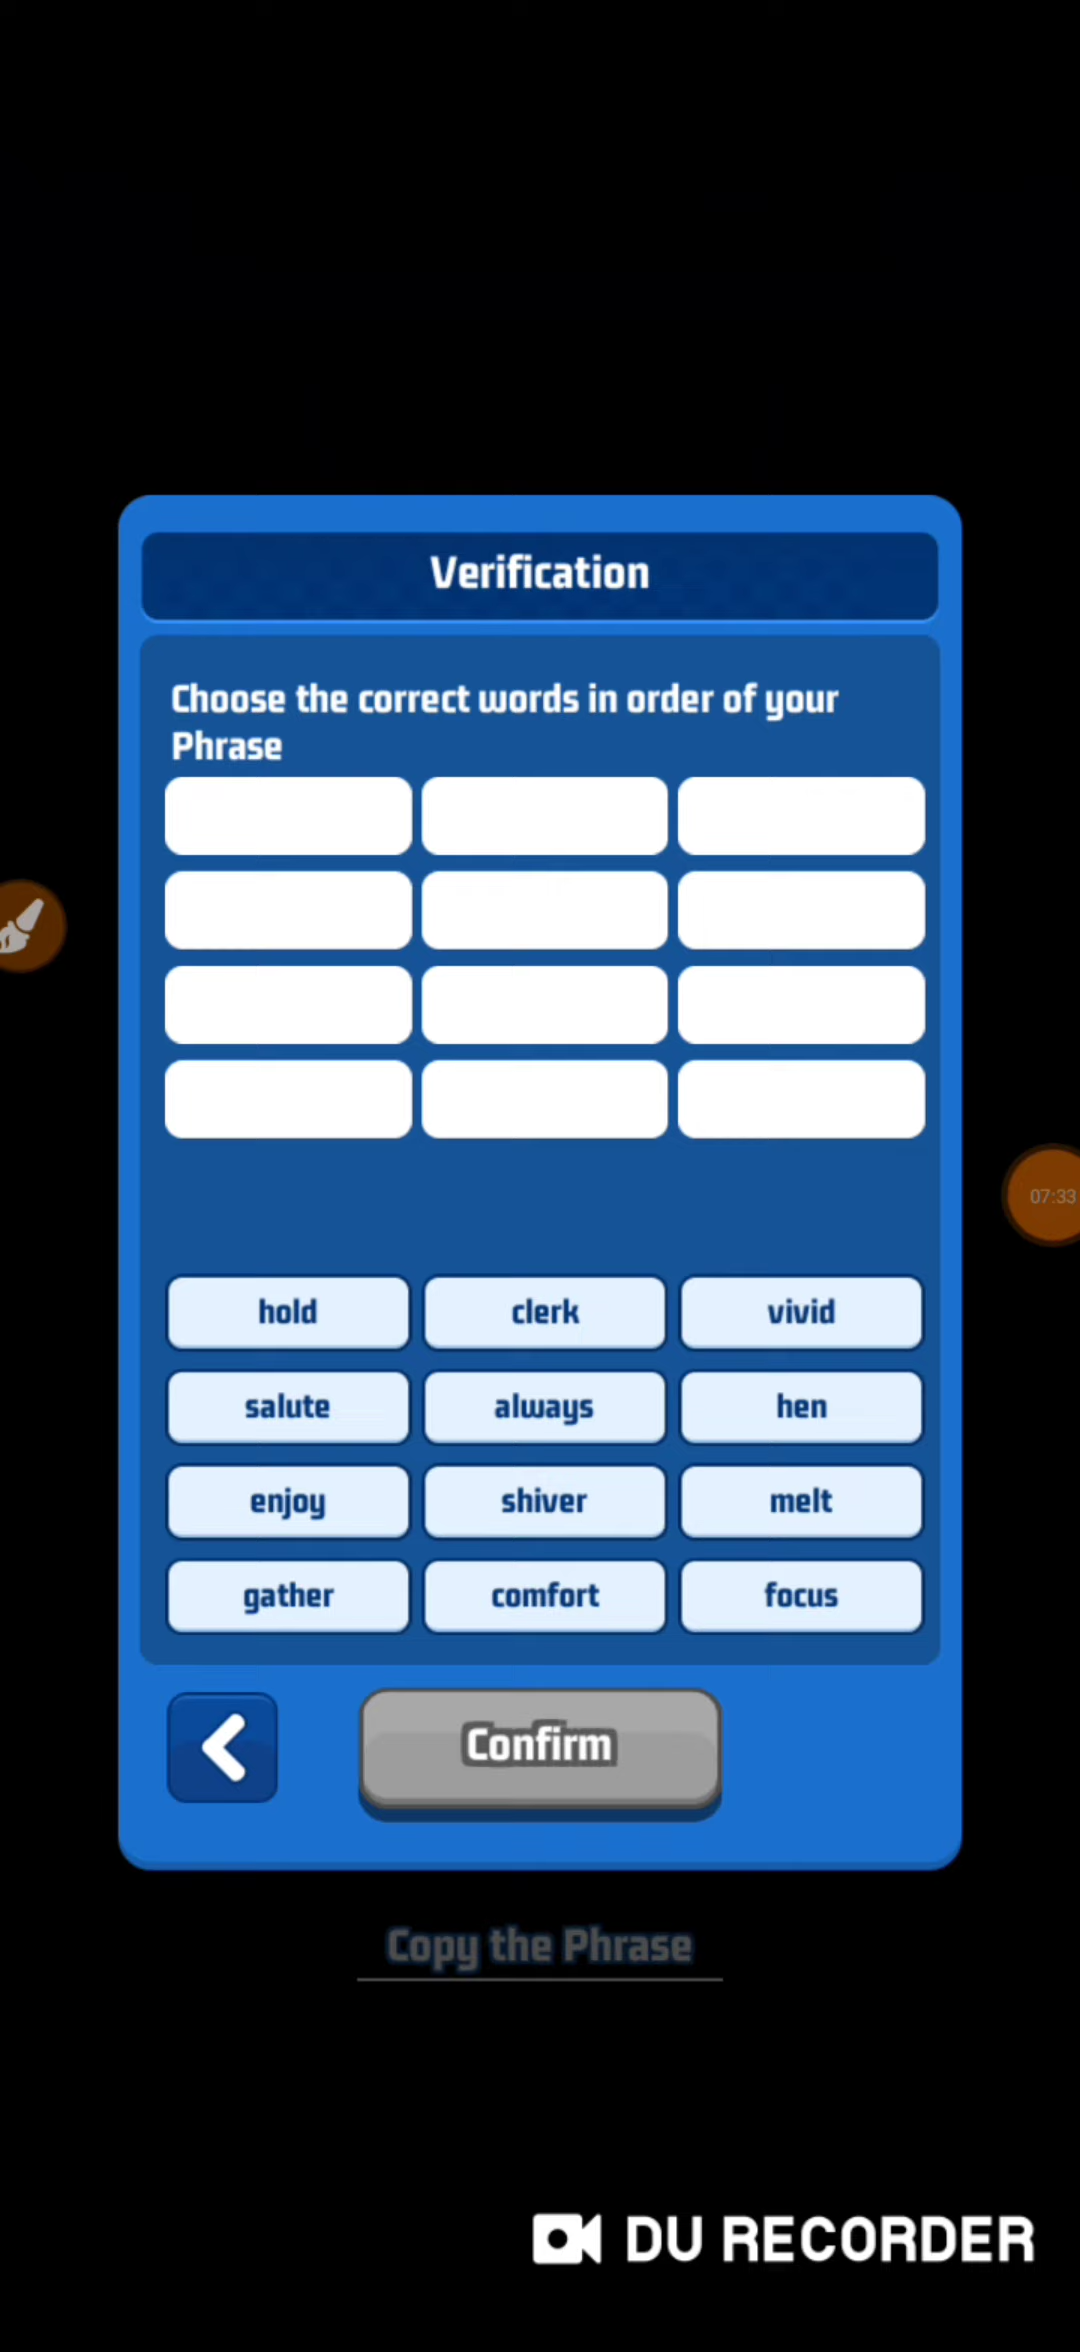 Verification
Choose the correct words in order of your
Phrase
07:33
hold clerk vivid
salute always hen
enjoy shiver melt
gather comfort focus
Confirm
Copy the Phrase
DU RECORDER